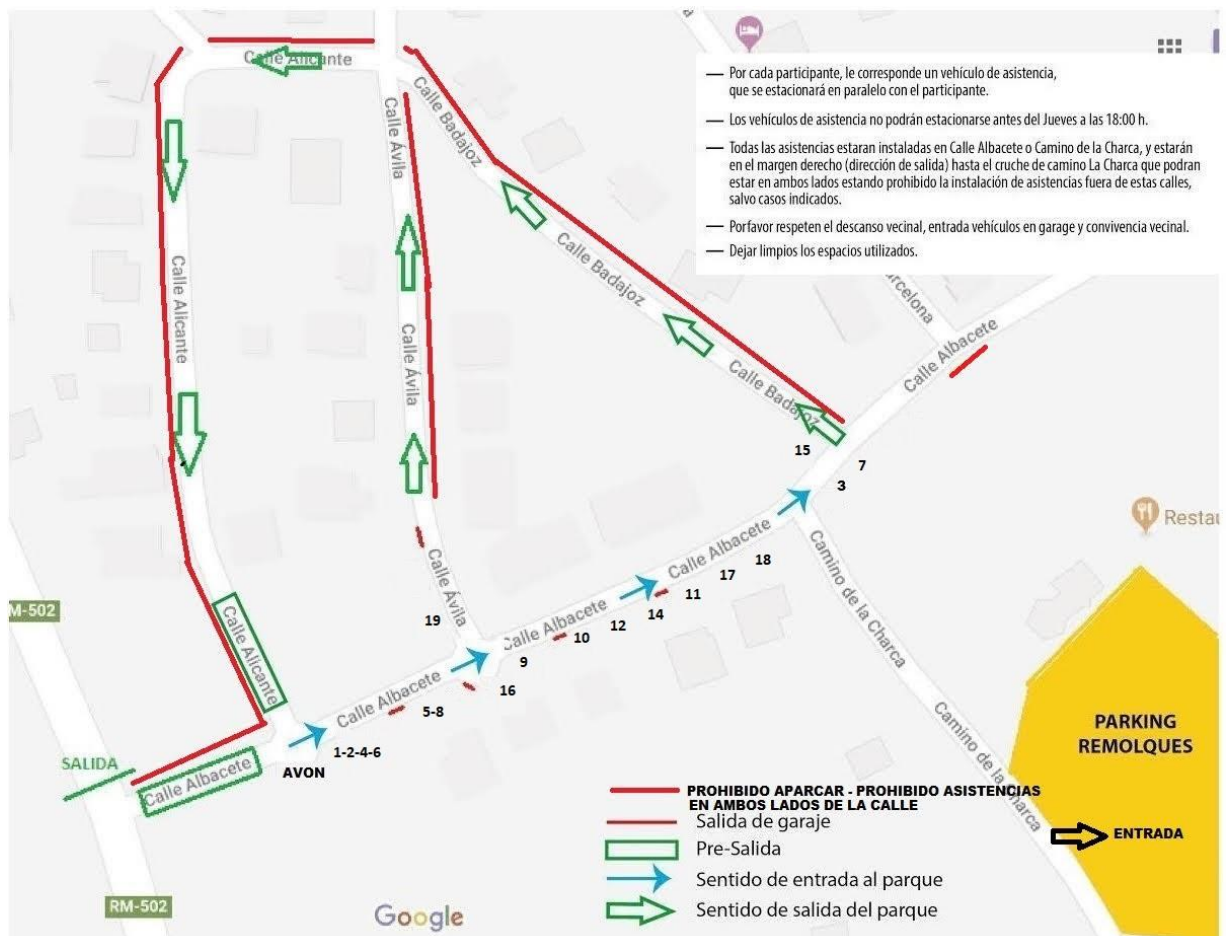 — Por cada participante, le corresponde un vehículo de asistencia,
que se estacionará en paralelo con el participante.
— Los vehículos de asistencia no podrán estacionarse antes del Jueves a las 18:00 h.
— Todas las asistencias estaran instaladas en Calle Albacete o Camino de la Charca, y estarán
en el margen derecho (dirección de salida) hasta el cruche de camino La Charca que podran
estar en ambos lados estando prohibido la instalación de asistencias fuera de estas calles,
salvo casos indicados.
— Porfavor respeten el descanso vecinal, entrada vehículos en garage y convivencia vecinal.
— Dejar limpios los espacios utilizados.
Calle Alicante
Calle Ávila
Calle Badajoz
Calle Alicante
Calle Ávila
Calle Badajoz
Calle Badajoz
arcelona
Calle Albacete
15
7
3
Restau
Calle Albacete
18
17
11
14
12
10
Calle Albacete
9
16
Calle Ávila
19
Calle Albacete
5-8
1-2-4-6
AVON
Calle Alicante
Calle Albacete
SALIDA
M-502
RM-502
Camino de la Charca
Camino de la Charca
PARKING
REMOLQUES
ENTRADA
PROHIBIDO APARCAR - PROHIBIDO ASISTENCIAS
EN AMBOS LADOS DE LA CALLE
Salida de garaje
Pre-Salida
Sentido de entrada al parque
Sentido de salida del parque
Google